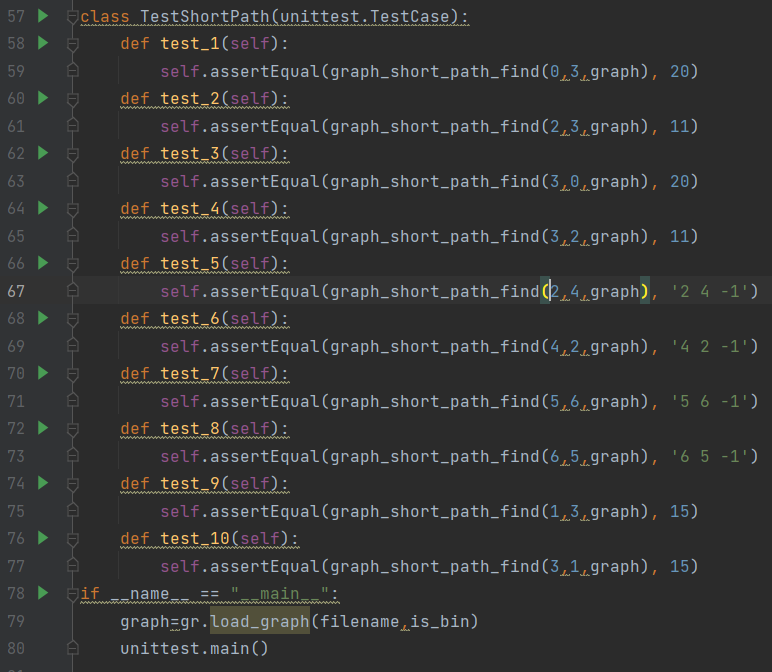 57 class TestShortPath(unittest.TestCase):
58     def test_1(self):
59         self.assertEqual(graph_short_path_find(0,3,graph), 20)
60     def test_2(self):
61         self.assertEqual(graph_short_path_find(2,3,graph), 11)
62     def test_3(self):
63         self.assertEqual(graph_short_path_find(3,0,graph), 20)
64     def test_4(self):
65         self.assertEqual(graph_short_path_find(3,2,graph), 11)
66     def test_5(self):
67         self.assertEqual(graph_short_path_find(2,4,graph), '2 4 -1')
68     def test_6(self):
69         self.assertEqual(graph_short_path_find(4,2,graph), '4 2 -1')
70     def test_7(self):
71         self.assertEqual(graph_short_path_find(5,6,graph), '5 6 -1')
72     def test_8(self):
73         self.assertEqual(graph_short_path_find(6,5,graph), '6 5 -1')
74     def test_9(self):
75         self.assertEqual(graph_short_path_find(1,3,graph), 15)
76     def test_10(self):
77         self.assertEqual(graph_short_path_find(3,1,graph), 15)
78 if __name__ == "__main__":
79     graph=gr.load_graph(filename,is_bin)
80     unittest.main()